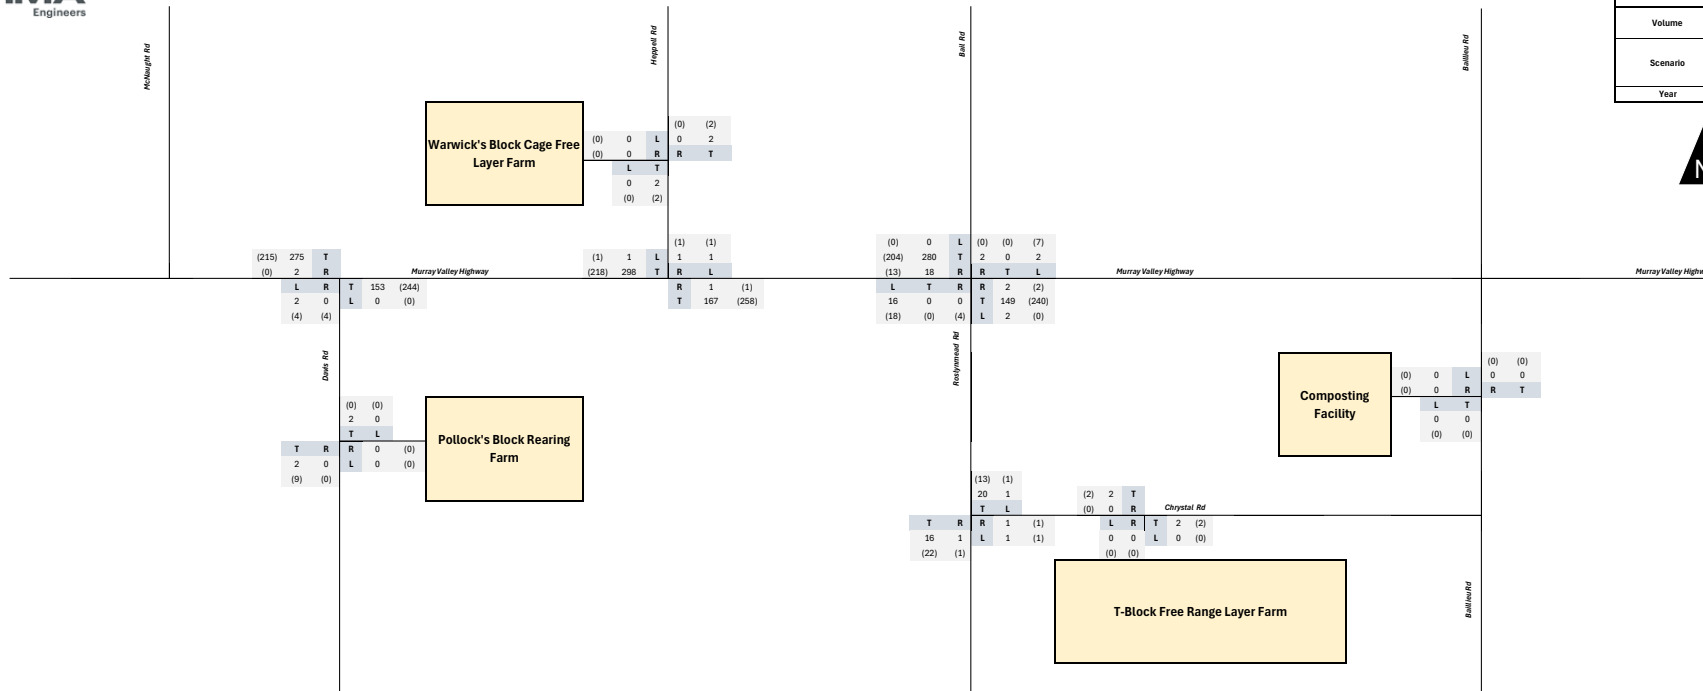 Engineers
Volume
Scenario
Year
McNaught Rd
Heppell Rd
Ball Rd
Baillieu Rd
Warwick's Block Cage Free
Layer Farm
(0) (2)
(0) 0 L 0 2
(0) 0 R R T
L T
0 2
(0) (2)
(215) 275 T
(0) 2 R
L R T 153 (244)
2 0 L 0 (0)
(4) (4)
Murray Valley Highway
(1) (1)
(1) 1 L 1 1
(218) 298 T R L
R 1 (1)
T 167 (258)
(0) 0 L (0) (0) (7)
(204) 280 T 2 0 2
(13) 18 R R T L
L T R R 2 (2)
16 0 0 T 149 (240)
(18) (0) (4) L 2 (0)
Murray Valley Highway
Murray Valley Highw
Davis Rd
Roslynmead Rd
(0) (0)
2 0
T L
T R R 0 (0)
2 0 L 0 (0)
(9) (0)
Pollock's Block Rearing
Farm
Composting
Facility
(0) (0)
(0) 0 L 0 0
(0) 0 R R T
L T
0 0
(0) (0)
(13) (1)
20 1
T L
T R R 1 (1)
16 1 L 1 (1)
(22) (1)
(2) 2 T
(0) 0 R
Chrystal Rd
L R T 2 (2)
0 0 L 0 (0)
(0) (0)
T-Block Free Range Layer Farm
Baillieu Rd
N